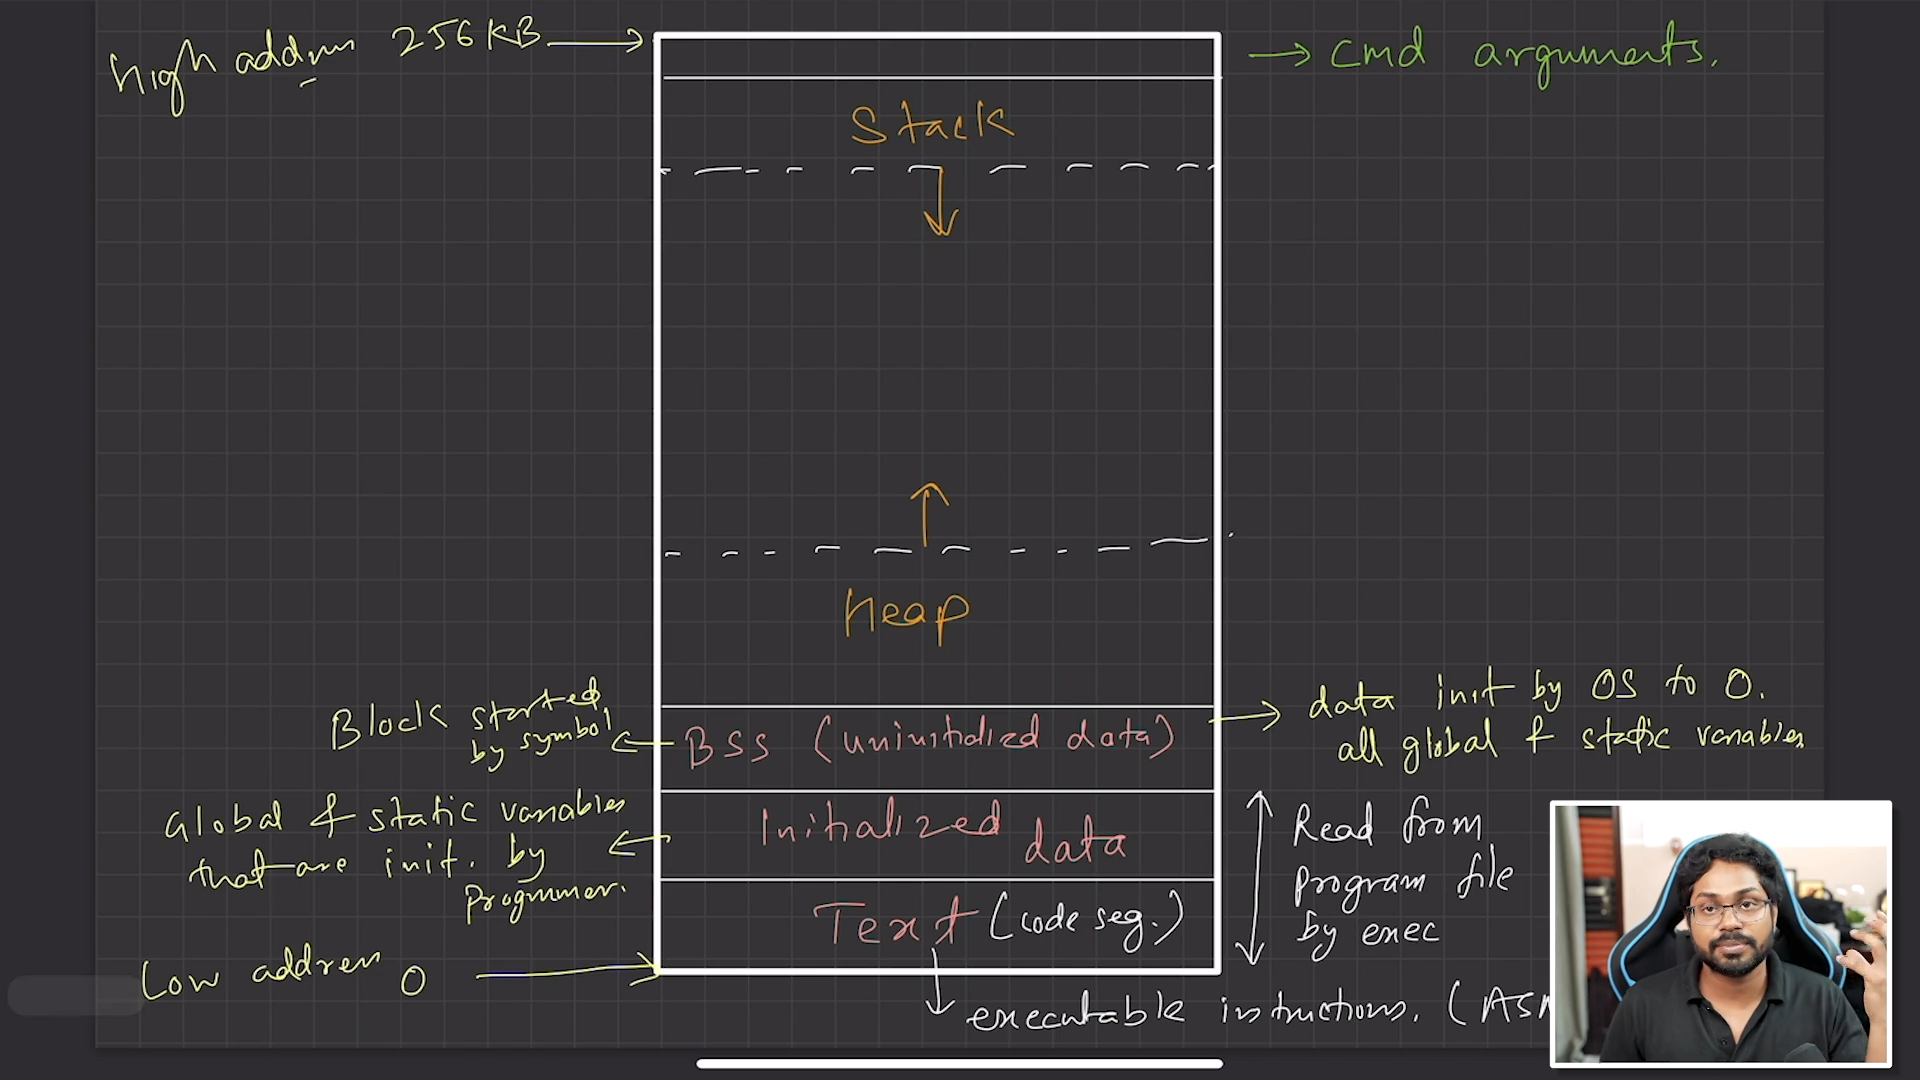 High address 256KB
cmd arguments.
Stack
Heap
Block started
by symbol
BSS (uninitialized data)
data init by OS to 0.
all global & static variables
Global & static variables
that are init. by
Programmer.
Initialized data
Read from
program file
by exec
Text (code seg.)
Low address 0
executable instructions. (ASM